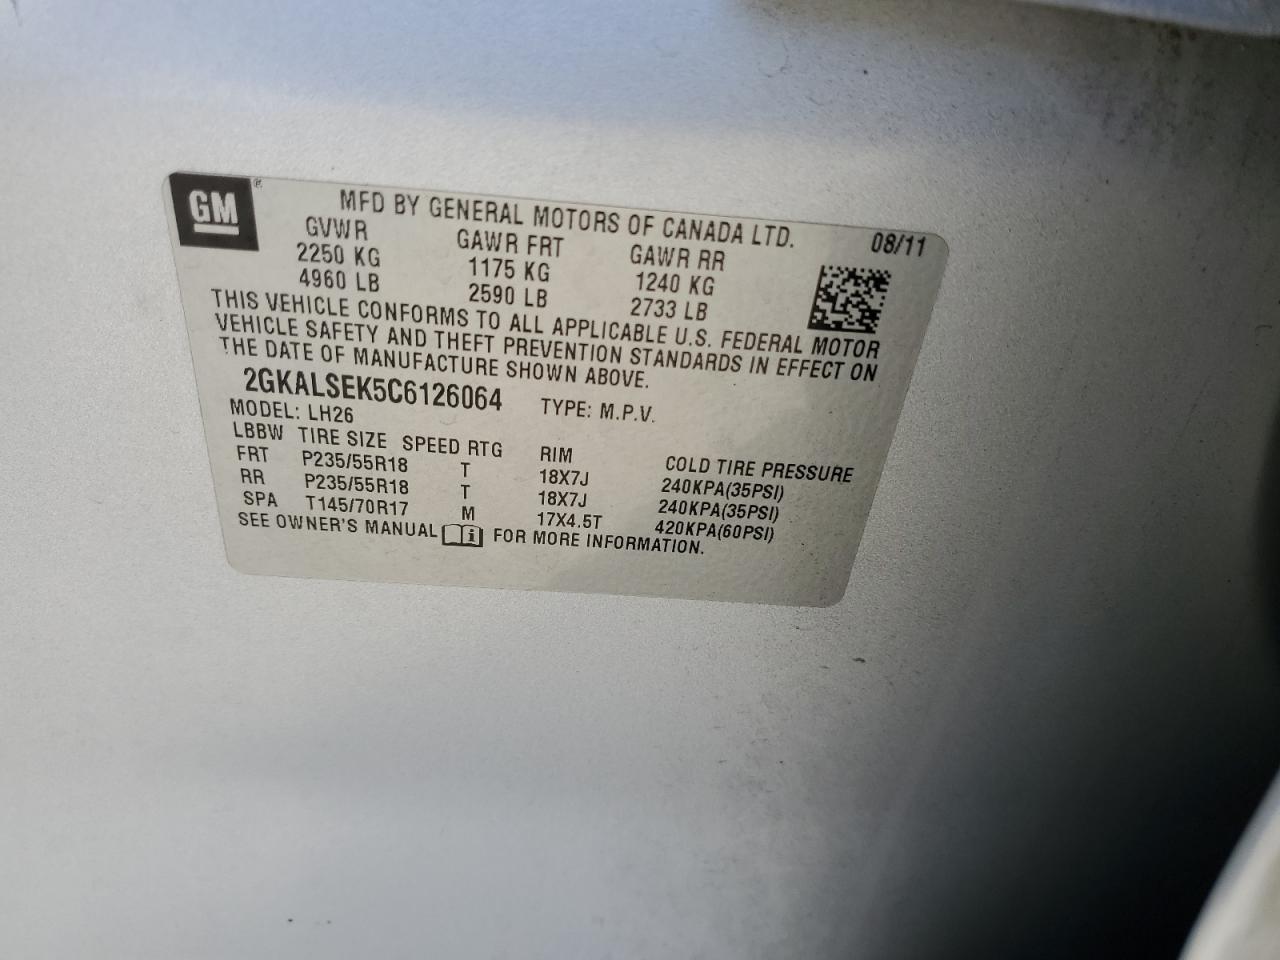 GM
MFD BY GENERAL MOTORS OF CANADA LTD. 08/11
GVWR GAWR FRT GAWR RR
2250 KG 1175 KG 1240 KG
4960 LB 2590 LB 2733 LB
THIS VEHICLE CONFORMS TO ALL APPLICABLE U.S. FEDERAL MOTOR
VEHICLE SAFETY AND THEFT PREVENTION STANDARDS IN EFFECT ON
THE DATE OF MANUFACTURE SHOWN ABOVE.
2GKALSEK5C6126064 TYPE: M.P.V.
MODEL: LH26
LBBW TIRE SIZE SPEED RTG RIM COLD TIRE PRESSURE
FRT P235/55R18 T 18X7J 240KPA(35PSI)
RR P235/55R18 T 18X7J 240KPA(35PSI)
SPA T145/70R17 M 17X4.5T 420KPA(60PSI)
SEE OWNER'S MANUAL i FOR MORE INFORMATION.